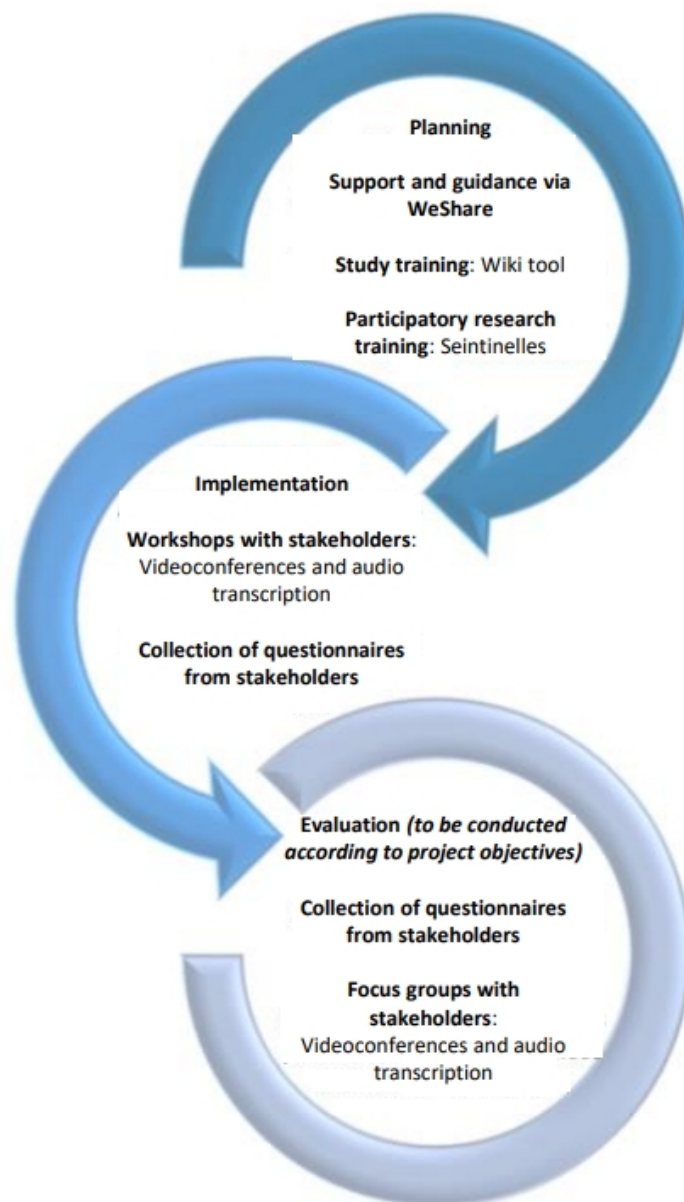 Planning
Support and guidance via
WeShare
Study training: Wiki tool
Participatory research
training: Seintinelles
Implementation
Workshops with stakeholders:
Videoconferences and audio
transcription
Collection of questionnaires
from stakeholders
Evaluation (to be conducted
according to project objectives)
Collection of questionnaires
from stakeholders
Focus groups with
stakeholders:
Videoconferences and audio
transcription